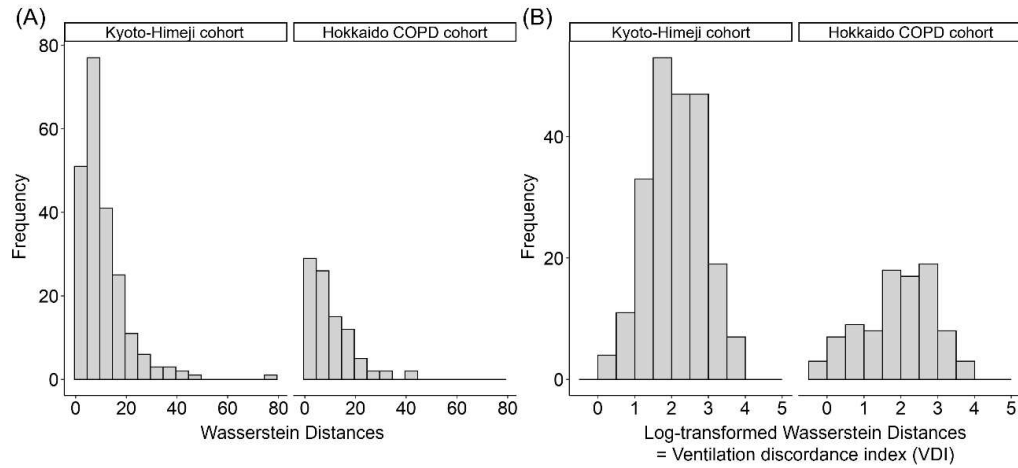 (A)
Kyoto-Himeji cohort
Hokkaido COPD cohort
80
60
40
20
0
Frequency
0 20 40 60 80
0 20 40 60 80
Wasserstein Distances
(B)
Kyoto-Himeji cohort
Hokkaido COPD cohort
40
20
0
Frequency
0 1 2 3 4 5
0 1 2 3 4 5
Log-transformed Wasserstein Distances
= Ventilation discordance index (VDI)